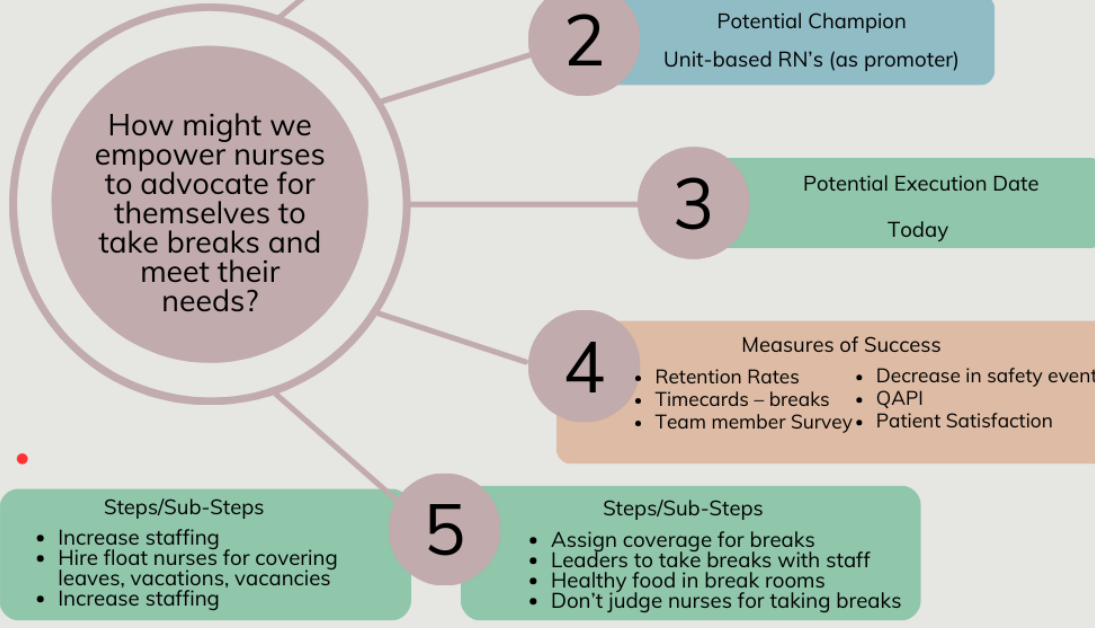 How might we
empower nurses
to advocate for
themselves to
take breaks and
meet their
needs?
2
Potential Champion
Unit-based RN’s (as promoter)
3
Potential Execution Date
Today
4
Measures of Success
• Retention Rates
• Timecards – breaks
• Team member Survey
• Decrease in safety event
• QAPI
• Patient Satisfaction
5
Steps/Sub-Steps
• Increase staffing
• Hire float nurses for covering
leaves, vacations, vacancies
• Increase staffing
Steps/Sub-Steps
• Assign coverage for breaks
• Leaders to take breaks with staff
• Healthy food in break rooms
• Don’t judge nurses for taking breaks